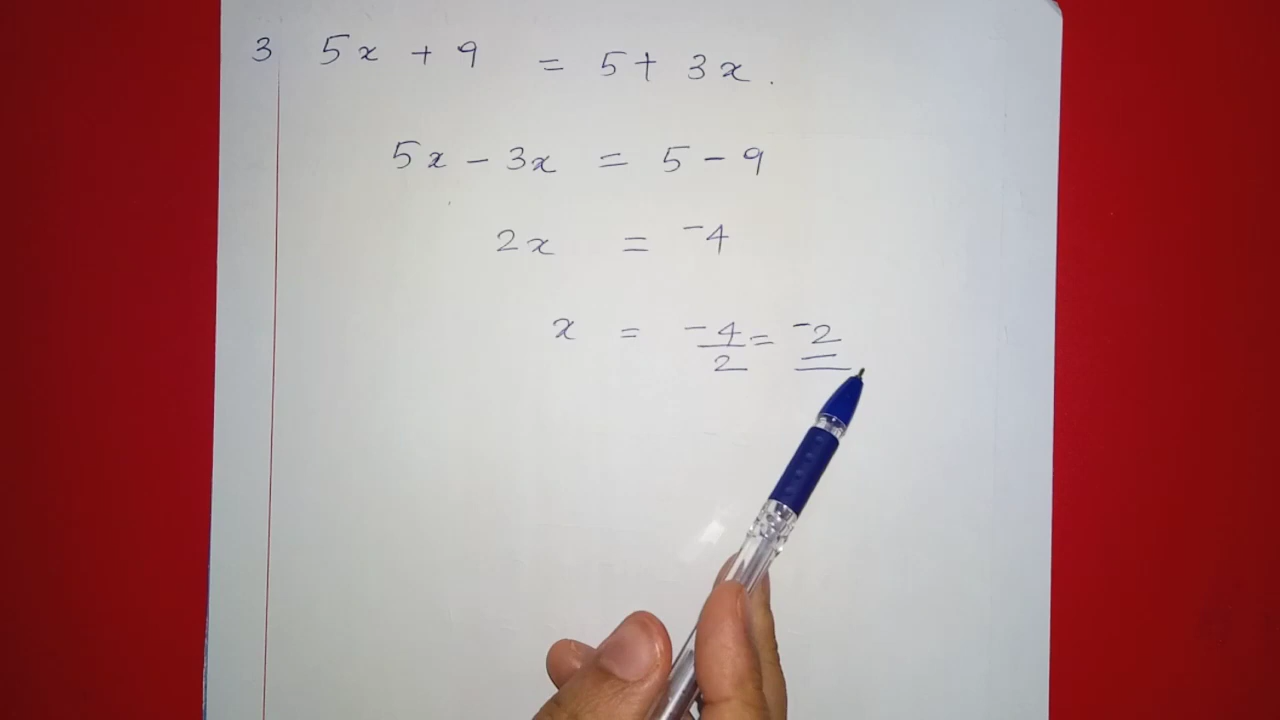 3 5x + 9 = 5 + 3x.
5x - 3x = 5 - 9
2x = -4
x = -4/2 = -2